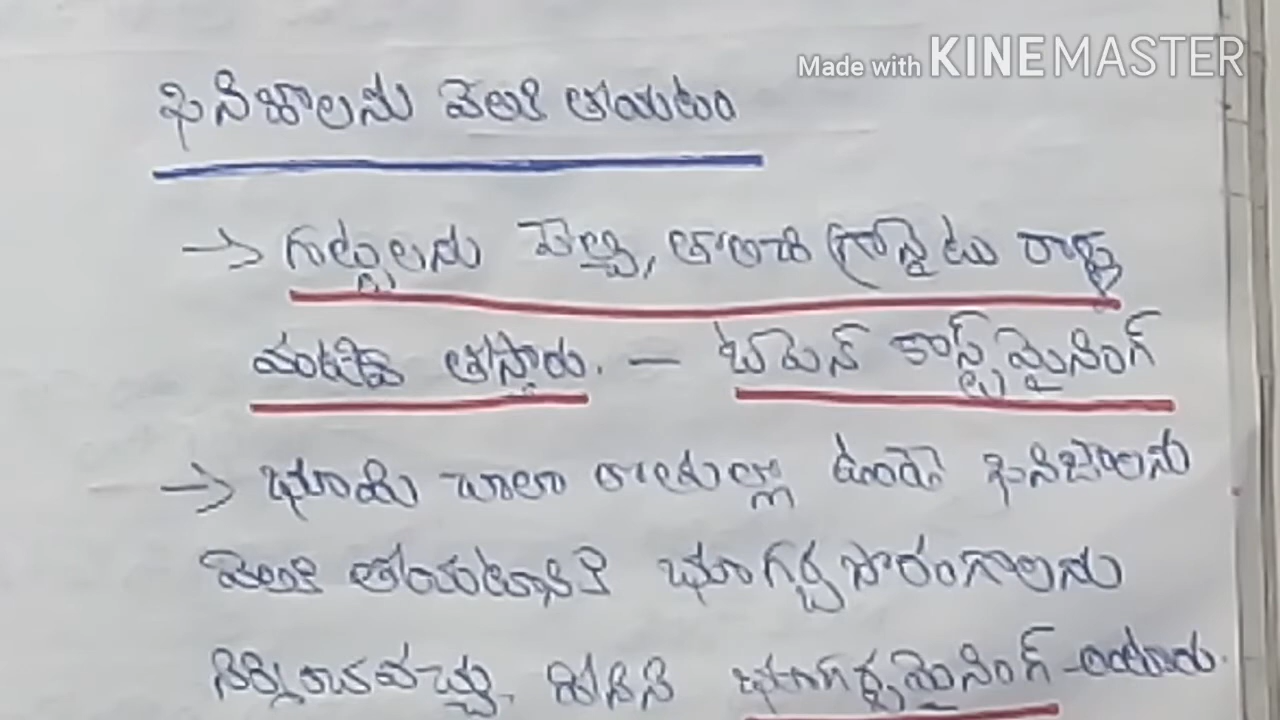 Made with KINEMASTER
ఖనిజాలను వెలికి తీయటం
→ గుట్టలను పేల్చి, తొలిచి గ్రానైటు రాళ్ళు
వంటివి తీస్తారు. – ఓపెన్ కాస్ట్ మైనింగ్
→ భూమి చాలా లోతుల్లో ఉండే ఖనిజాలను
వెలికి తీయటానికి భూగర్భ సొరంగాలను
నిర్మించవచ్చు. దీనిని భూగర్భ మైనింగ్ అంటారు.